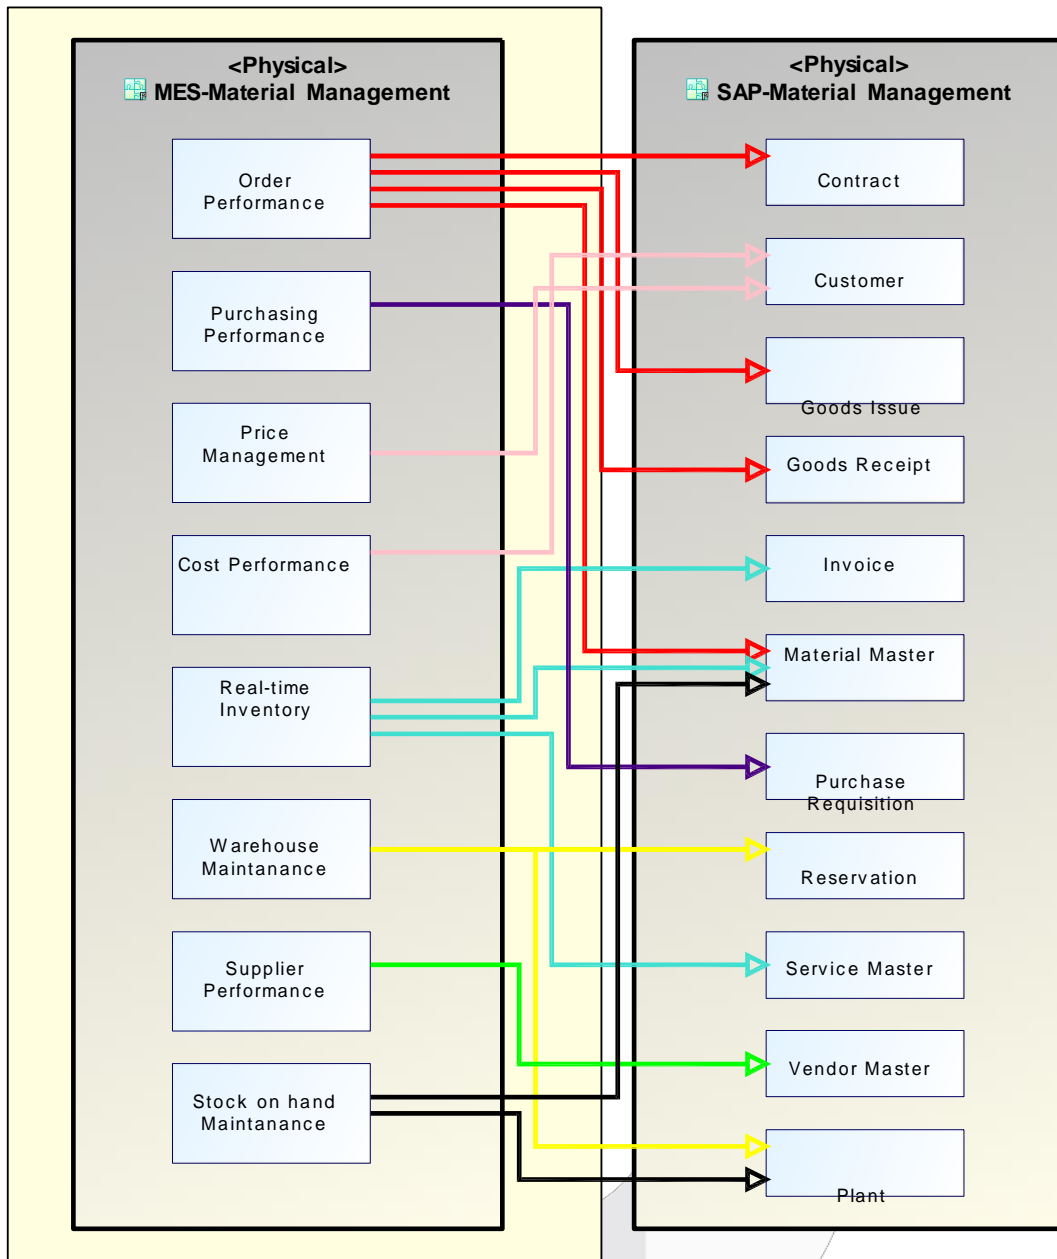 <Physical>
MES-Material Management
Order
Performance
Purchasing
Performance
Price
Management
Cost Performance
Real-time
Inventory
Warehouse
Maintanance
Supplier
Performance
Stock on hand
Maintanance
<Physical>
SAP-Material Management
Contract
Customer
Goods Issue
Goods Receipt
Invoice
Material Master
Purchase
Requisition
Reservation
Service Master
Vendor Master
Plant